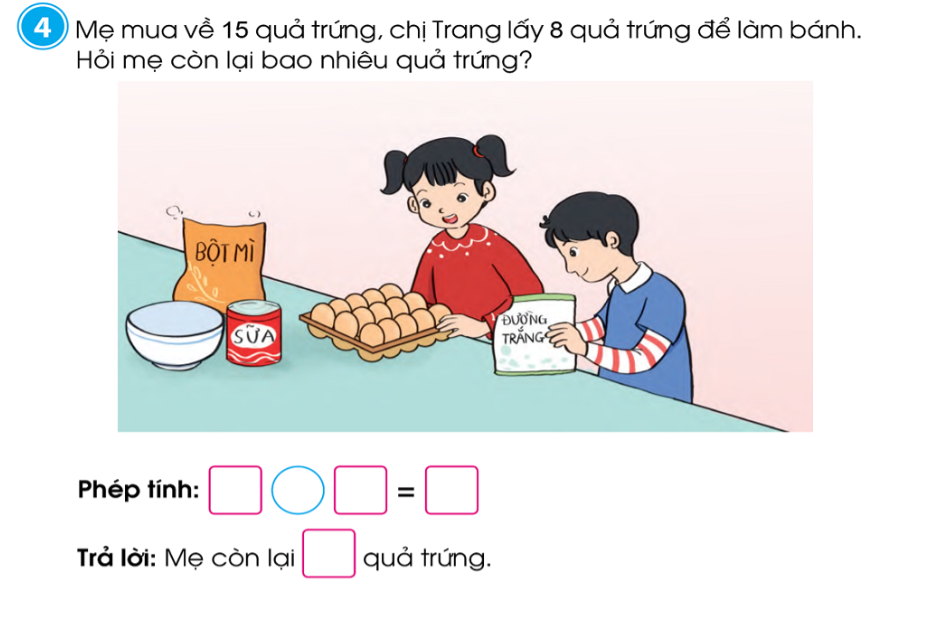 4 Mẹ mua về 15 quả trứng, chị Trang lấy 8 quả trứng để làm bánh.
Hỏi mẹ còn lại bao nhiêu quả trứng?
BỘT MÌ
SỮA
ĐƯỜNG
TRẮNG
Phép tính: =
Trả lời: Mẹ còn lại quả trứng.